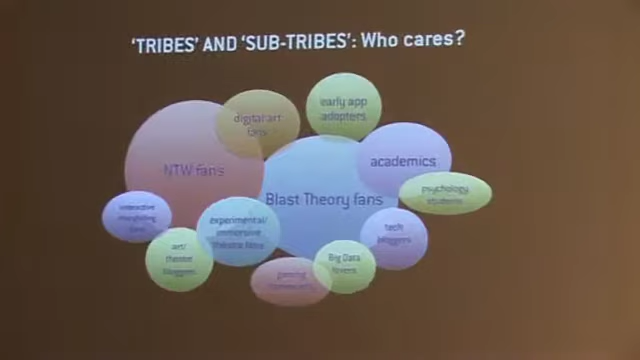 'TRIBES' AND 'SUB-TRIBES': Who cares?
early app
adopters
digital art
fans
academics
NTW fans
Psychology
students
Blast Theory fans
interactive
storytelling
fans
experimental/
immersive
theatre fans
tech
bloggers
art/
theatre
bloggers
Big Data
lovers
gaming
community